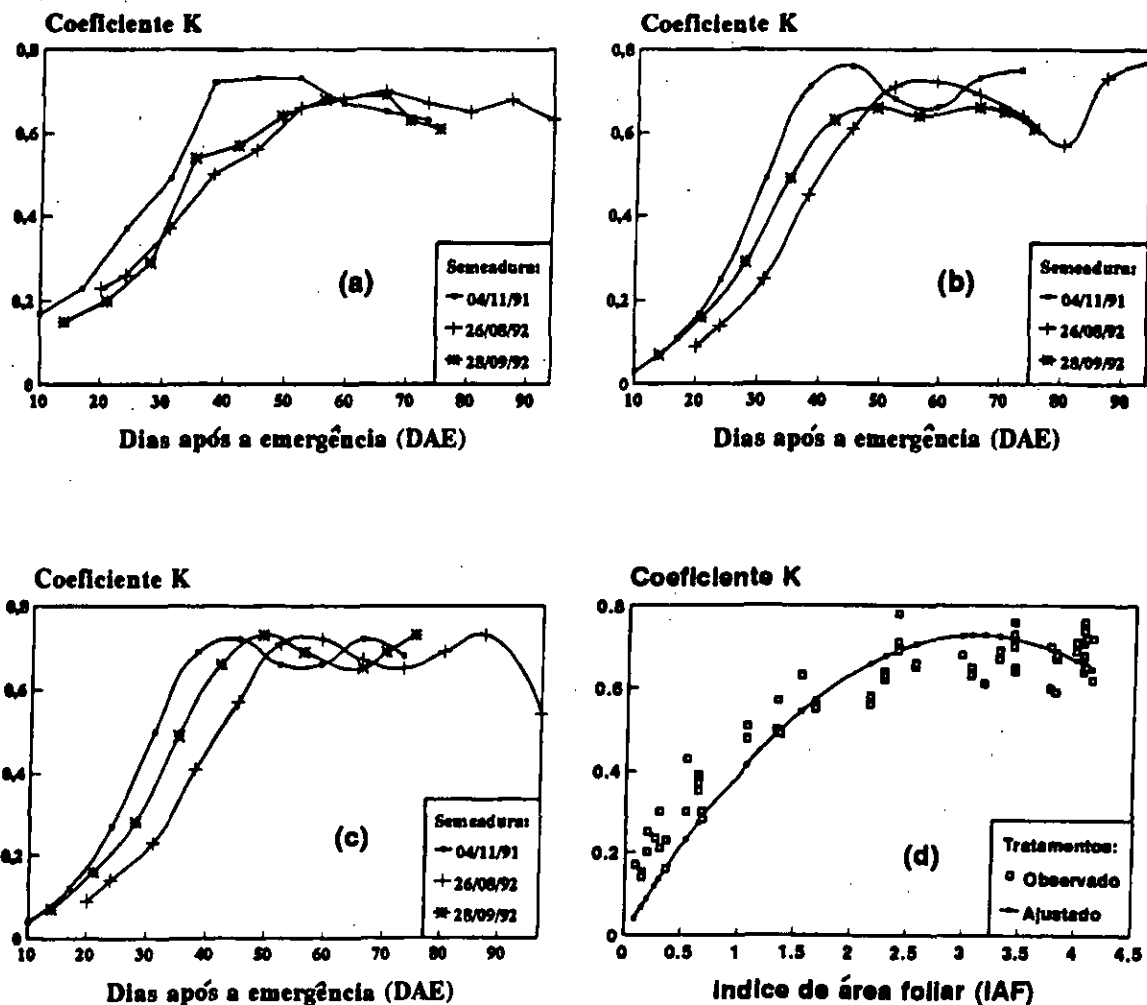 Coeficiente K
0,8
0,6
0,4
0,2
0
10 20 30 40 50 60 70 80 90
Dias após a emergência (DAE)
(a)
Semeadura:
04/11/91
26/08/92
28/09/92
Coeficiente K
0,8
0,6
0,4
0,2
0
10 20 30 40 50 60 70 80 90
Dias após a emergência (DAE)
(b)
Semeadura:
04/11/91
26/08/92
28/09/92
Coeficiente K
0,8
0,6
0,4
0,2
0
10 20 30 40 50 60 70 80 90
Dias após a emergência (DAE)
(c)
Semeadura:
04/11/91
26/08/92
28/09/92
Coeficiente K
0.8
0.6
0.4
0.2
0
0 0.5 1 1.5 2 2.5 3 3.5 4 4.5
Indice de área foliar (IAF)
(d)
Tratamentos:
Observado
Ajustado